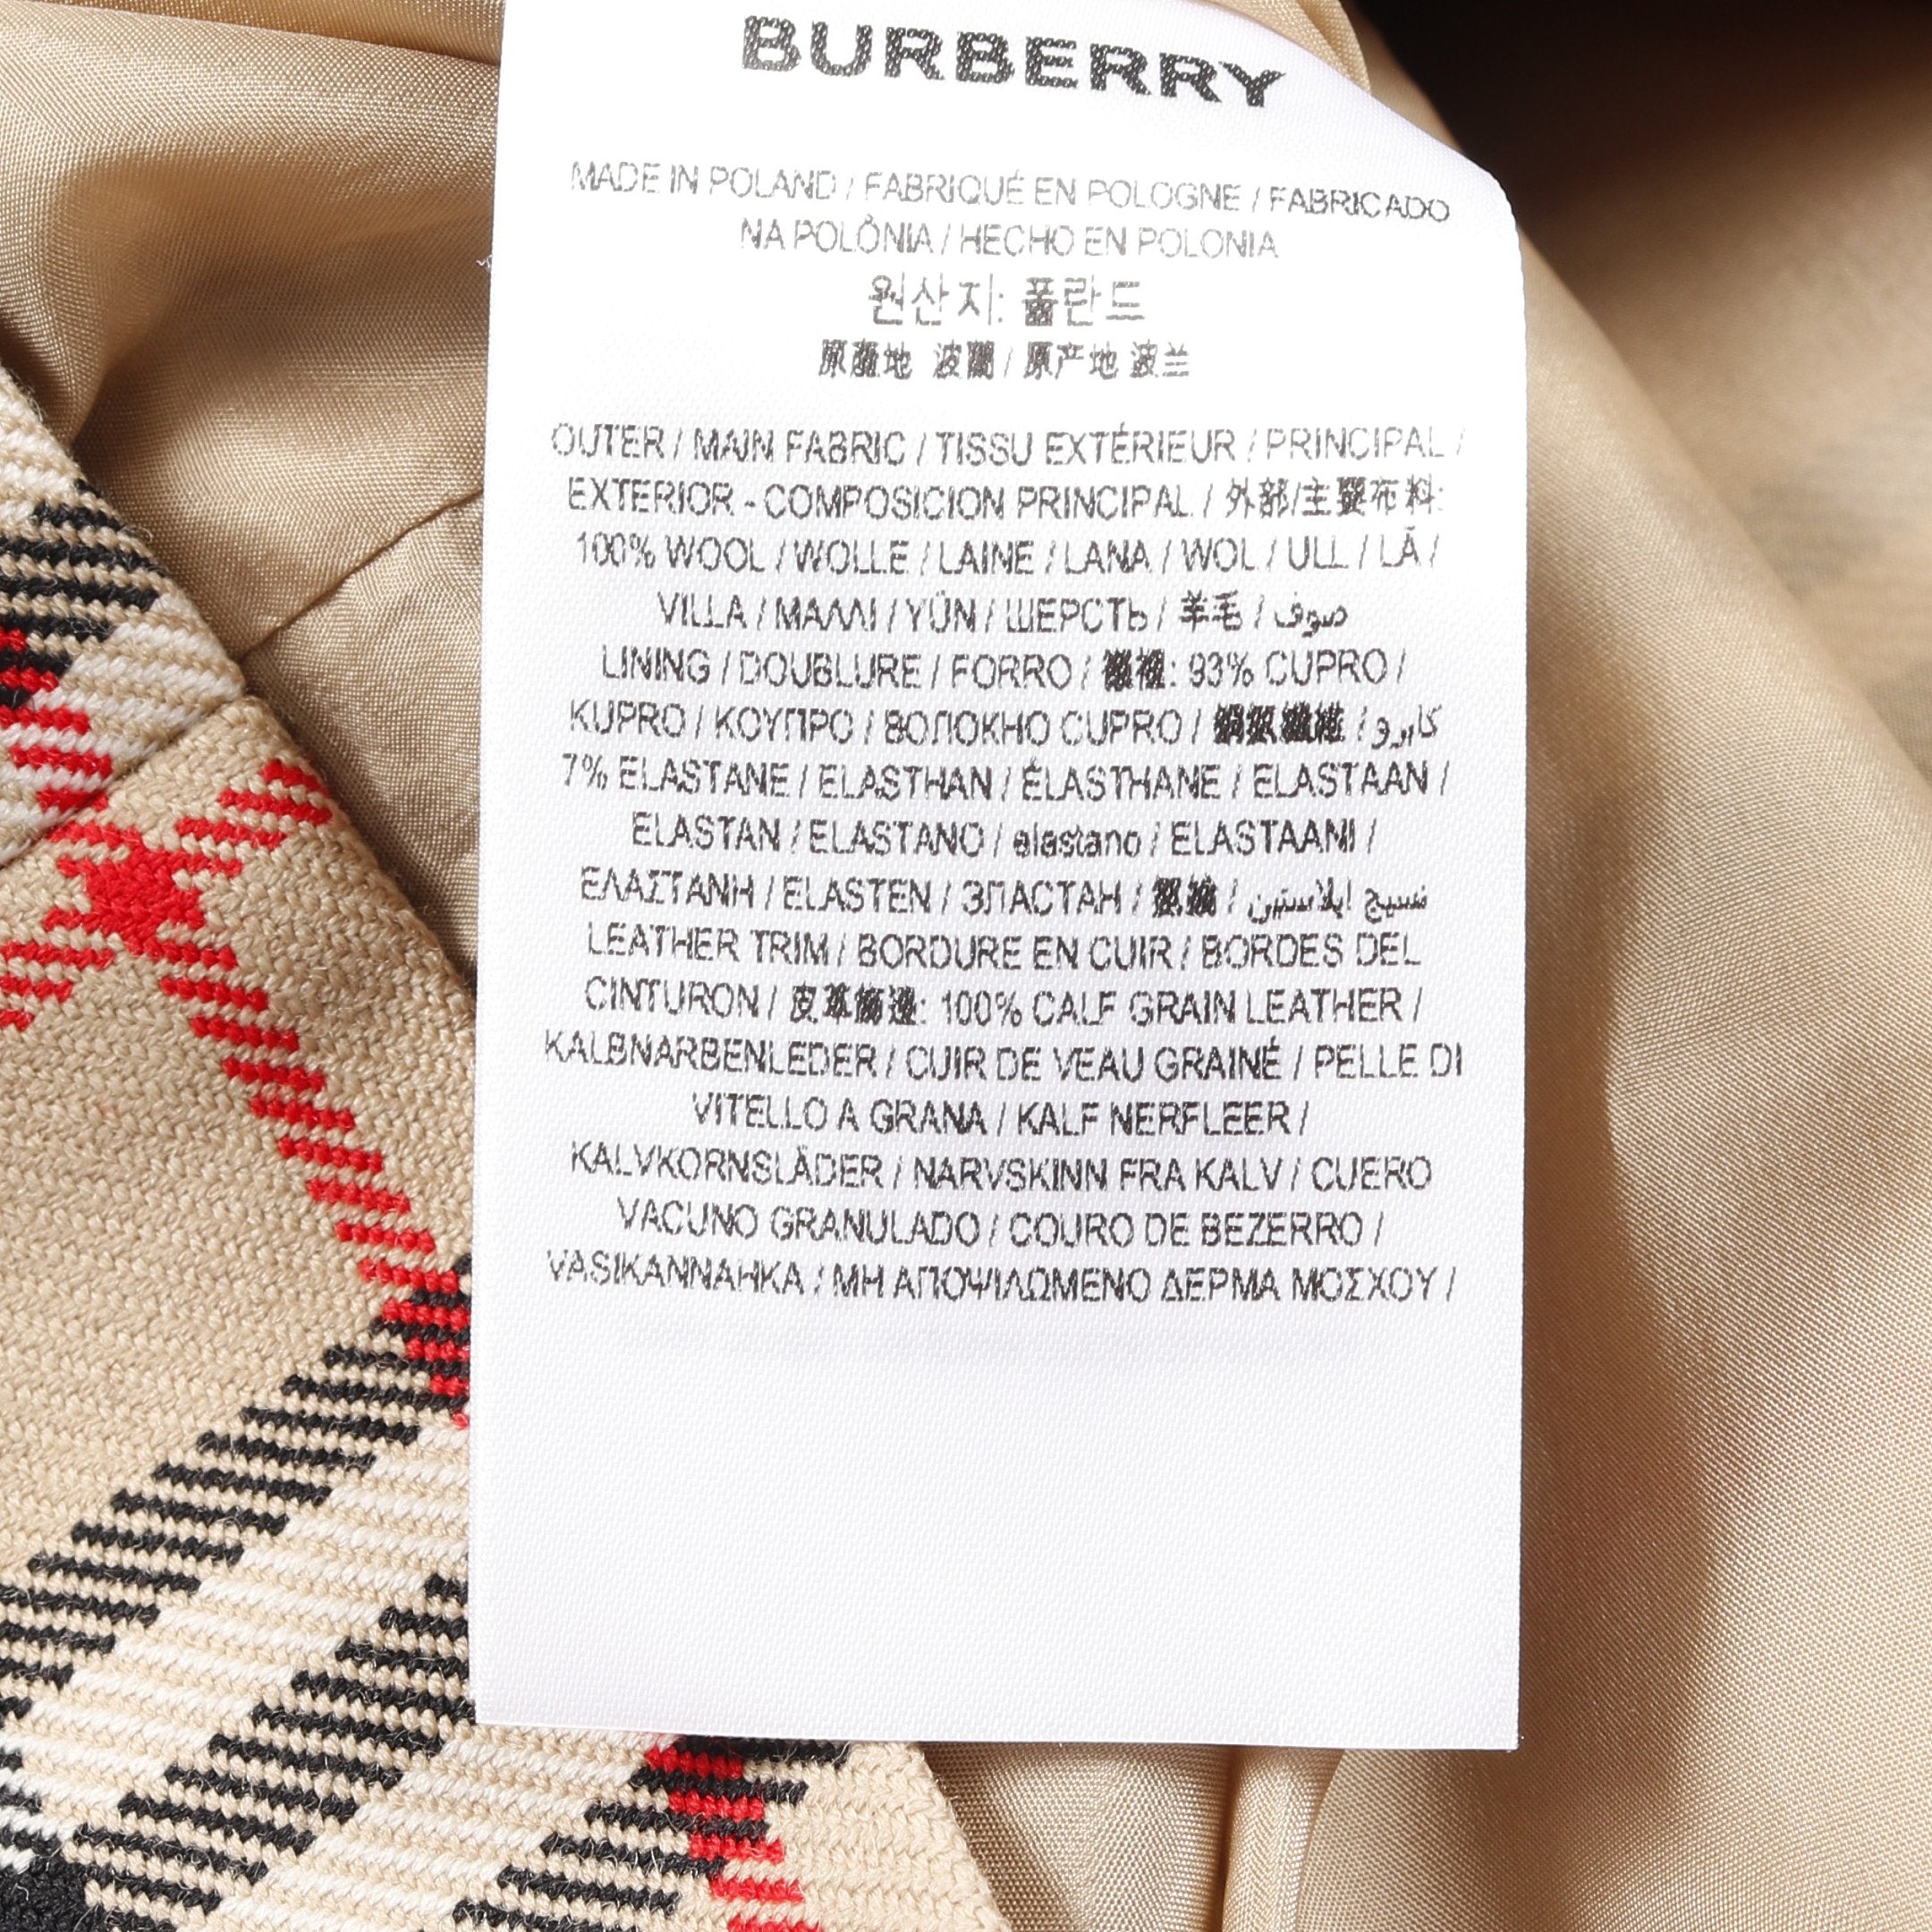 BURBERRY
MADE IN POLAND / FABRIQUÉ EN POLOGNE / FABRICADO
NA POLÔNIA / HECHO EN POLONIA
원산지: 폴란드
原產地 波蘭 / 原产地 波兰
OUTER / MAIN FABRIC / TISSU EXTÉRIEUR / PRINCIPAL /
EXTERIOR - COMPOSICION PRINCIPAL / 外部/主要布料:
100% WOOL / WOLLE / LAINE / LANA / WOL / ULL / LÃ /
VILLA / ΜΑΛΛΙ / YÜN / ШЕРСТЬ / 羊毛 / صوف
LINING / DOUBLURE / FORRO / 襯裡: 93% CUPRO /
KUPRO / ΚΟΥΠΡΟ / ВОЛОКНО CUPRO / 銅氨纖維 / كابرو
7% ELASTANE / ELASTHAN / ÉLASTHANE / ELASTAAN /
ELASTAN / ELASTANO / elastano / ELASTAANI /
ΕΛΑΣΤΑΝΗ / ELASTEN / ЭЛАСТАН / 氨綸 / نسيج ايلاستين
LEATHER TRIM / BORDURE EN CUIR / BORDES DEL
CINTURON / 皮革飾邊: 100% CALF GRAIN LEATHER /
KALBNARBENLEDER / CUIR DE VEAU GRAINÉ / PELLE DI
VITELLO A GRANA / KALF NERFLEER /
KALVKORNSLÄDER / NARVSKINN FRA KALV / CUERO
VACUNO GRANULADO / COURO DE BEZERRO /
VASIKANNAHKA / ΜΗ ΑΠΟΨΙΛΩΜΕΝΟ ΔΕΡΜΑ ΜΟΣΧΟΥ /